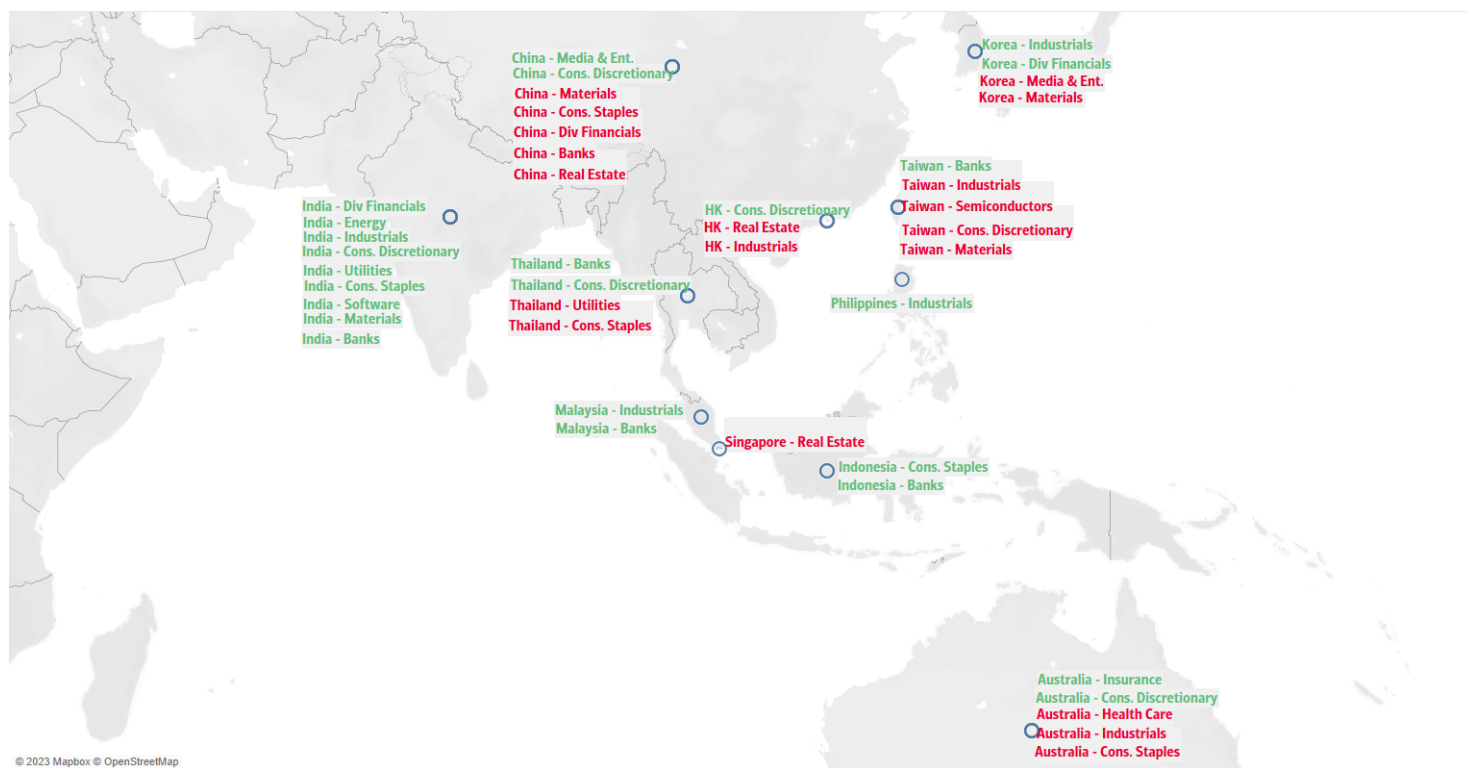 China - Media & Ent.
China - Cons. Discretionary
China - Materials
China - Cons. Staples
China - Div Financials
China - Banks
China - Real Estate
Korea - Industrials
Korea - Div Financials
Korea - Media & Ent.
Korea - Materials
Taiwan - Banks
Taiwan - Industrials
Taiwan - Semiconductors
Taiwan - Cons. Discretionary
Taiwan - Materials
India - Div Financials
India - Energy
India - Industrials
India - Cons. Discretionary
India - Utilities
India - Cons. Staples
India - Software
India - Materials
India - Banks
HK - Cons. Discretionary
HK - Real Estate
HK - Industrials
Thailand - Banks
Thailand - Cons. Discretionary
Thailand - Utilities
Thailand - Cons. Staples
Philippines - Industrials
Malaysia - Industrials
Malaysia - Banks
Singapore - Real Estate
Indonesia - Cons. Staples
Indonesia - Banks
Australia - Insurance
Australia - Cons. Discretionary
Australia - Health Care
Australia - Industrials
Australia - Cons. Staples
© 2023 Mapbox © OpenStreetMap